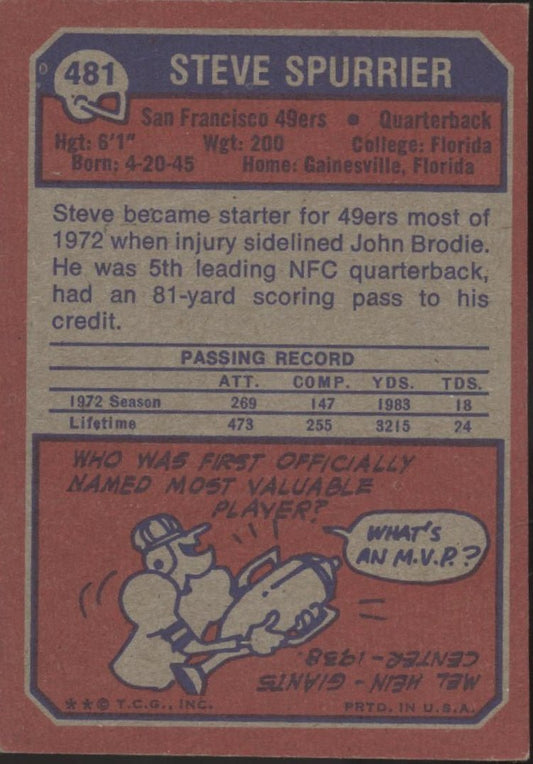 481 STEVE SPURRIER
San Francisco 49ers • Quarterback
Hgt: 6'1" Wgt: 200 College: Florida
Born: 4-20-45 Home: Gainesville, Florida
Steve became starter for 49ers most of
1972 when injury sidelined John Brodie.
He was 5th leading NFC quarterback,
had an 81-yard scoring pass to his
credit.
PASSING RECORD
ATT. COMP. YDS. TDS.
1972 Season 269 147 1983 18
Lifetime 473 255 3215 24
WHO WAS FIRST OFFICIALLY
NAMED MOST VALUABLE
PLAYER?
WHAT'S
AN M.V.P.?
MEL HEIN - GIANTS
CENTER - 1938.
**© T.C.G., INC. PRTD. IN U.S.A.